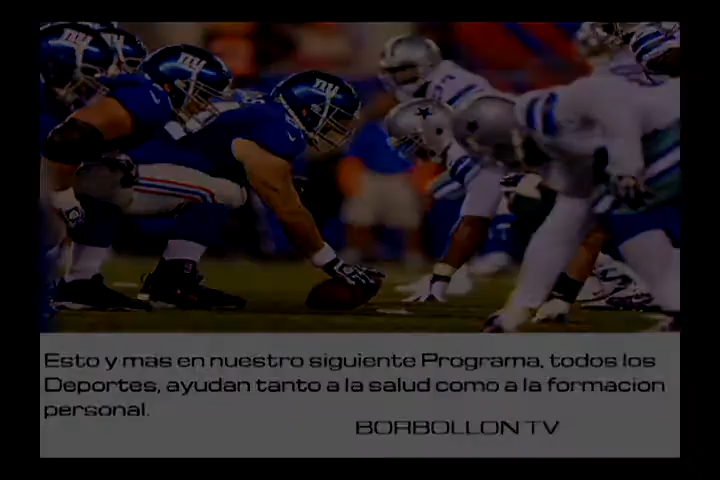 Esto y mas en nuestro siguiente Programa, todos los
Deportes, ayudan tanto a la salud como a la formacion
personal.
BORBOLLON TV